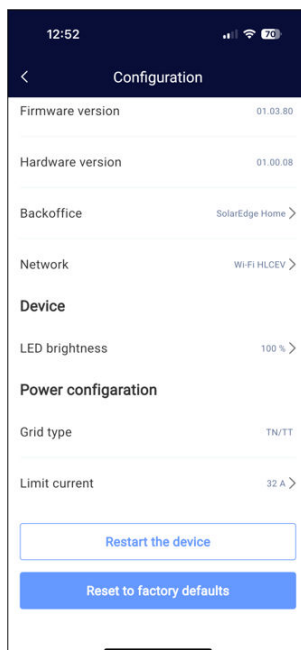 12:52
70
Configuration
Firmware version 01.03.80
Hardware version 01.00.08
Backoffice SolarEdge Home
Network Wi-Fi HLCEV
Device
LED brightness 100 %
Power configaration
Grid type TN/TT
Limit current 32 A
Restart the device
Reset to factory defaults